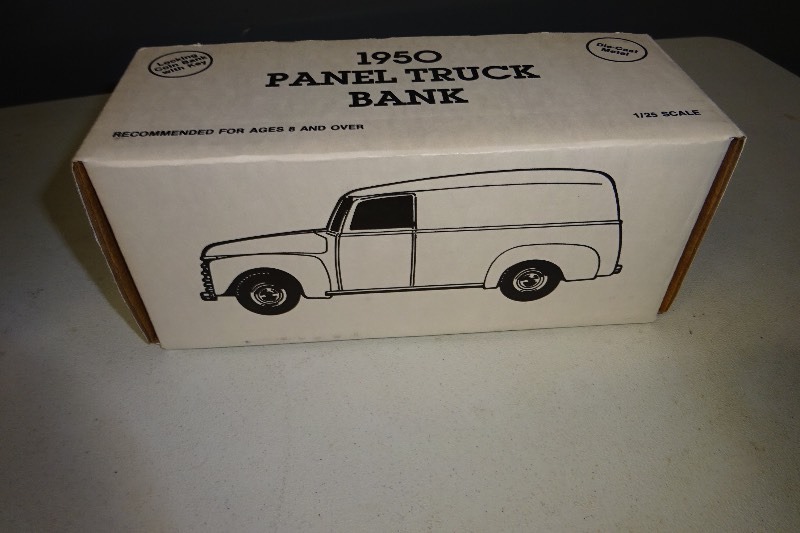 Locking
Coin Bank
with Key
1950
PANEL TRUCK
BANK
Die-Cast
Metal
RECOMMENDED FOR AGES 8 AND OVER
1/25 SCALE